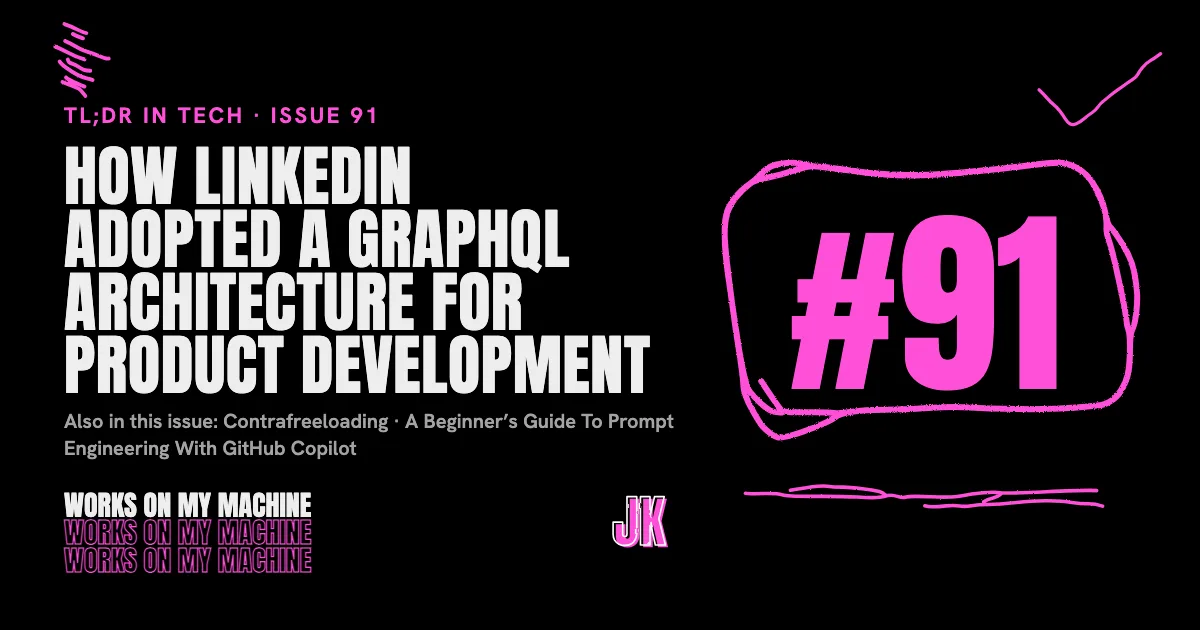 TL;DR IN TECH · ISSUE 91
HOW LINKEDIN
ADOPTED A GRAPHQL
ARCHITECTURE FOR
PRODUCT DEVELOPMENT
Also in this issue: Contrafreeloading · A Beginner’s Guide To Prompt
Engineering With GitHub Copilot
WORKS ON MY MACHINE
WORKS ON MY MACHINE
WORKS ON MY MACHINE
JK
#91